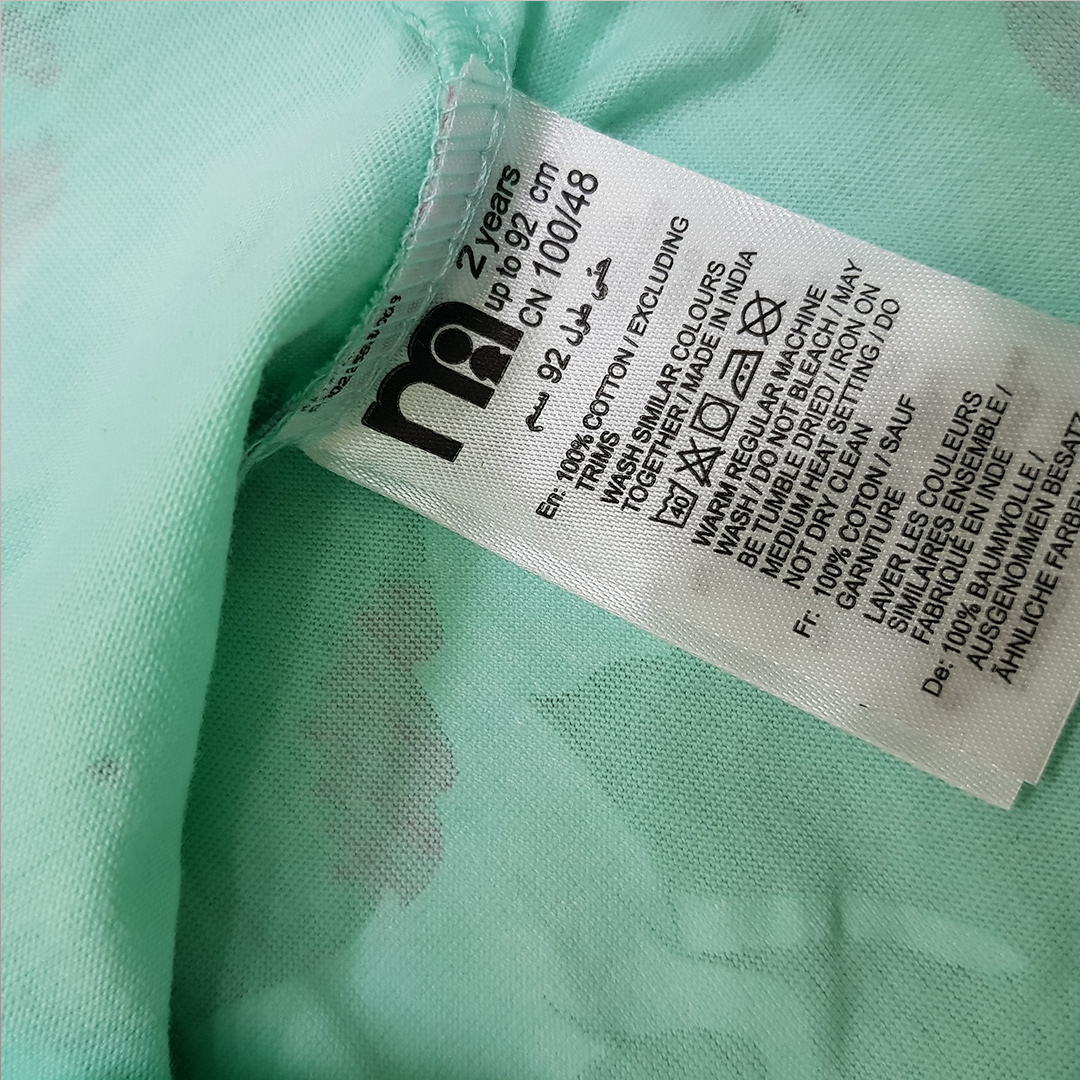 2 years
up to 92 cm
CN 100/48
حتى طول 92 سم
En: 100% COTTON / EXCLUDING
TRIMS
WASH SIMILAR COLOURS
TOGETHER / MADE IN INDIA
40
WARM REGULAR MACHINE
WASH / DO NOT BLEACH / MAY
BE TUMBLE DRIED / IRON ON
MEDIUM HEAT SETTING / DO
NOT DRY CLEAN
Fr: 100% COTON / SAUF
GARNITURE
LAVER LES COULEURS
SIMILAIRES ENSEMBLE /
FABRIQUÉ EN INDE
De: 100% BAUMWOLLE /
AUSGENOMMEN BESATZ
ÄHNLICHE FARBEN